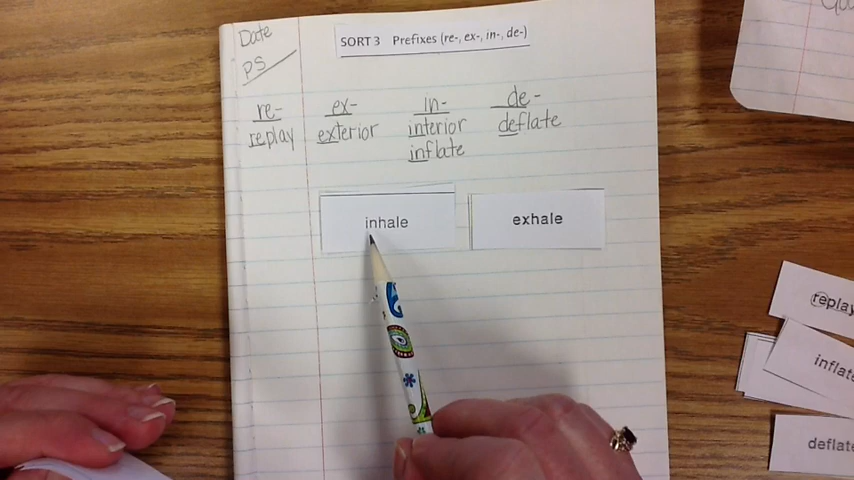 Date
PS
SORT 3 Prefixes (re-, ex-, in-, de-)
re- ex- in- de-
replay exterior interior deflate
inflate
inhale exhale
replay
inflate
deflate